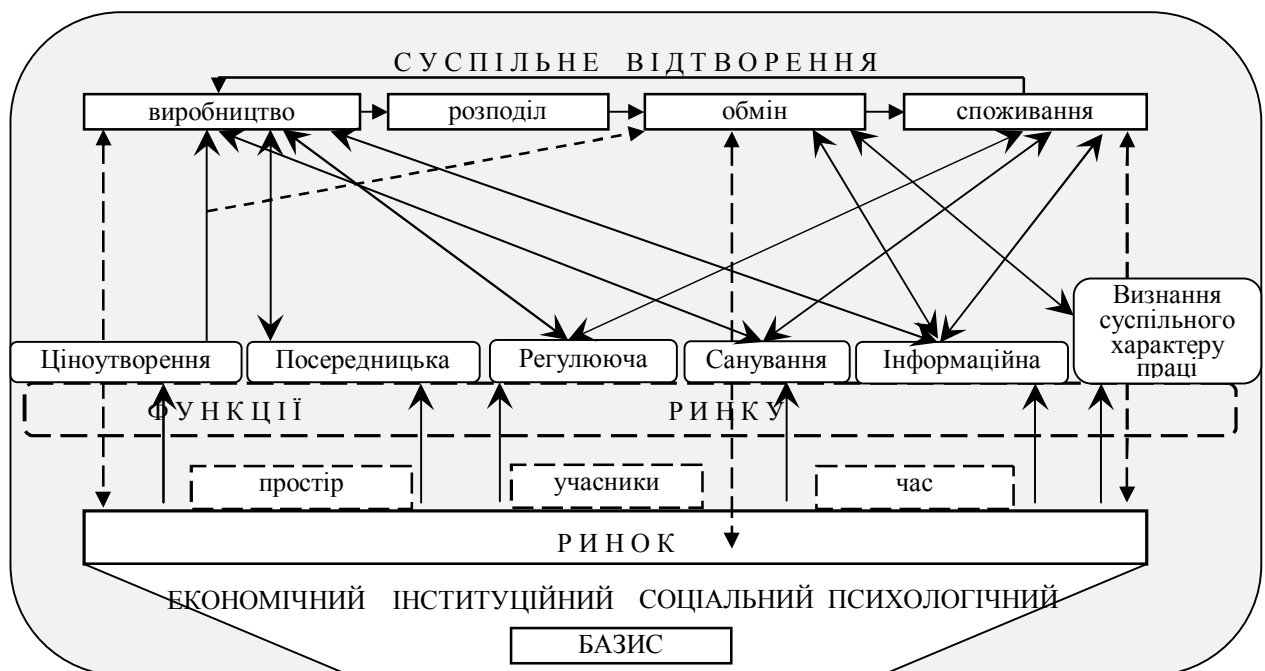 СУСПІЛЬНЕ ВІДТВОРЕННЯ
виробництво
розподіл
обмін
споживання
Ціноутворення
Посередницька
Регулююча
Санування
Інформаційна
Визнання
суспільного
характеру
праці
ФУНКЦІЇ РИНКУ
простір
учасники
час
РИНОК
ЕКОНОМІЧНИЙ ІНСТИТУЦІЙНИЙ СОЦІАЛЬНИЙ ПСИХОЛОГІЧНИЙ
БАЗИС